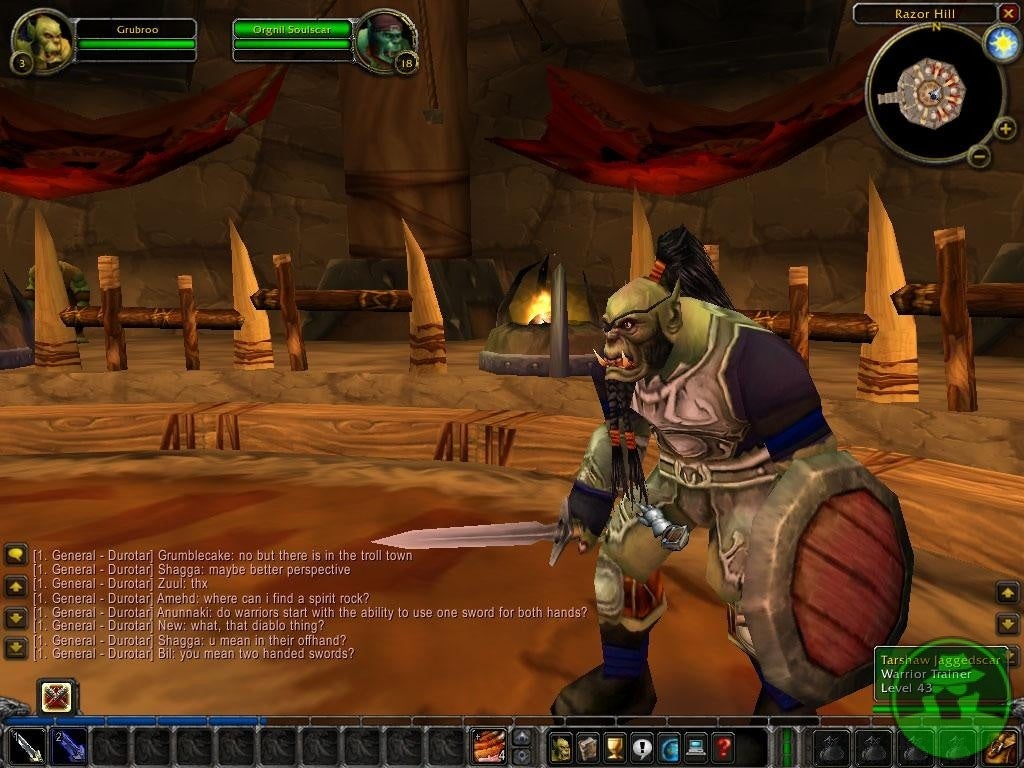 Grubroo
3
Orgnil Soulscar
18
Razor Hill
N
[1. General - Durotar] Grumblecake: no but there is in the troll town
[1. General - Durotar] Shagga: maybe better perspective
[1. General - Durotar] Zuul: thx
[1. General - Durotar] Amehd: where can i find a spirit rock?
[1. General - Durotar] Anunnaki: do warriors start with the ability to use one sword for both hands?
[1. General - Durotar] New: what, that diablo thing?
[1. General - Durotar] Shagga: u mean in their offhand?
[1. General - Durotar] Bil: you mean two handed swords?
Tarshaw Jaggedscar
Warrior Trainer
Level 43
1
2
4